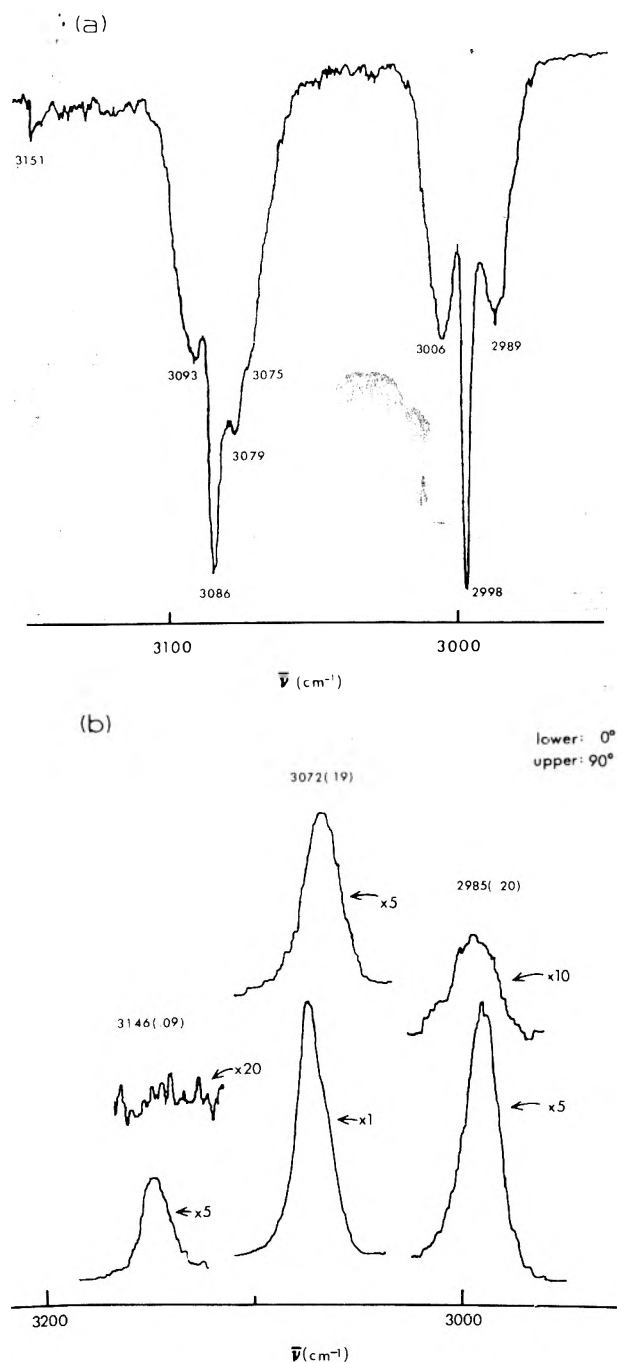 (a)
3151
3093
3075
3079
3086
3006
2989
2998
3100 3000
ν̄ (cm⁻¹)
(b)
lower: 0°
upper: 90°
3072(.19)
x5
2985(.20)
x10
3146(.09)
x20
x5
x1
x5
3200 3000
ν̄(cm⁻¹)